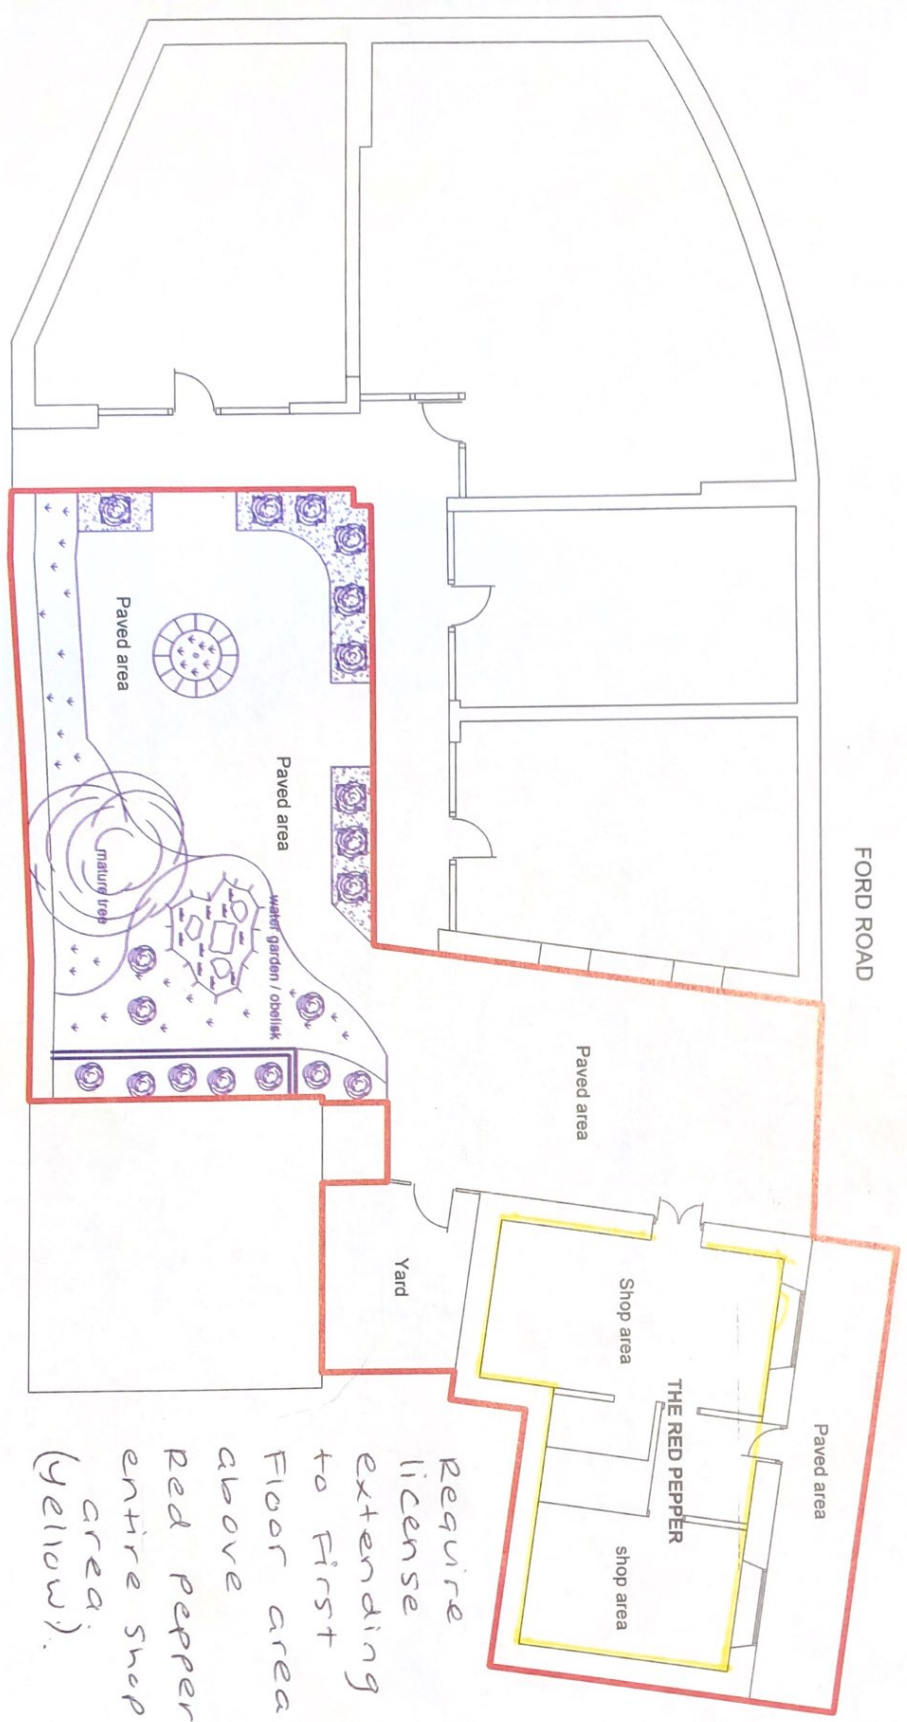 FORD ROAD
Paved area
THE RED PEPPER
Shop area
shop area
Paved area
Yard
Paved area
water garden / obelisk
mature tree
Paved area
Require
license
extending
to First
Floor area
above
Red pepper
entire shop
area
(yellow).